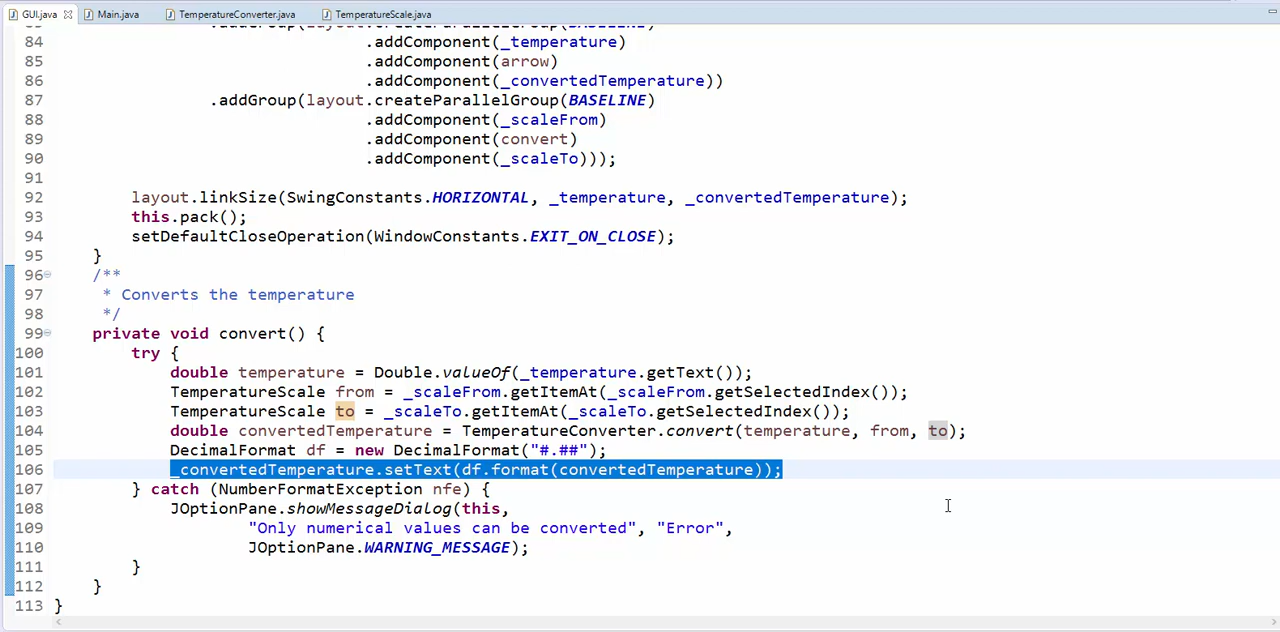 GUI.java Main.java TemperatureConverter.java TemperatureScale.java
84 .addComponent(_temperature)
85 .addComponent(arrow)
86 .addComponent(_convertedTemperature))
87 .addGroup(layout.createParallelGroup(BASELINE)
88 .addComponent(_scaleFrom)
89 .addComponent(convert)
90 .addComponent(_scaleTo)));
91
92 layout.linkSize(SwingConstants.HORIZONTAL, _temperature, _convertedTemperature);
93 this.pack();
94 setDefaultCloseOperation(WindowConstants.EXIT_ON_CLOSE);
95 }
96 /**
97 * Converts the temperature
98 */
99 private void convert() {
100 try {
101 double temperature = Double.valueOf(_temperature.getText());
102 TemperatureScale from = _scaleFrom.getItemAt(_scaleFrom.getSelectedIndex());
103 TemperatureScale to = _scaleTo.getItemAt(_scaleTo.getSelectedIndex());
104 double convertedTemperature = TemperatureConverter.convert(temperature, from, to);
105 DecimalFormat df = new DecimalFormat("#.##");
106 _convertedTemperature.setText(df.format(convertedTemperature));
107 } catch (NumberFormatException nfe) {
108 JOptionPane.showMessageDialog(this,
109 "Only numerical values can be converted", "Error",
110 JOptionPane.WARNING_MESSAGE);
111 }
112 }
113 }